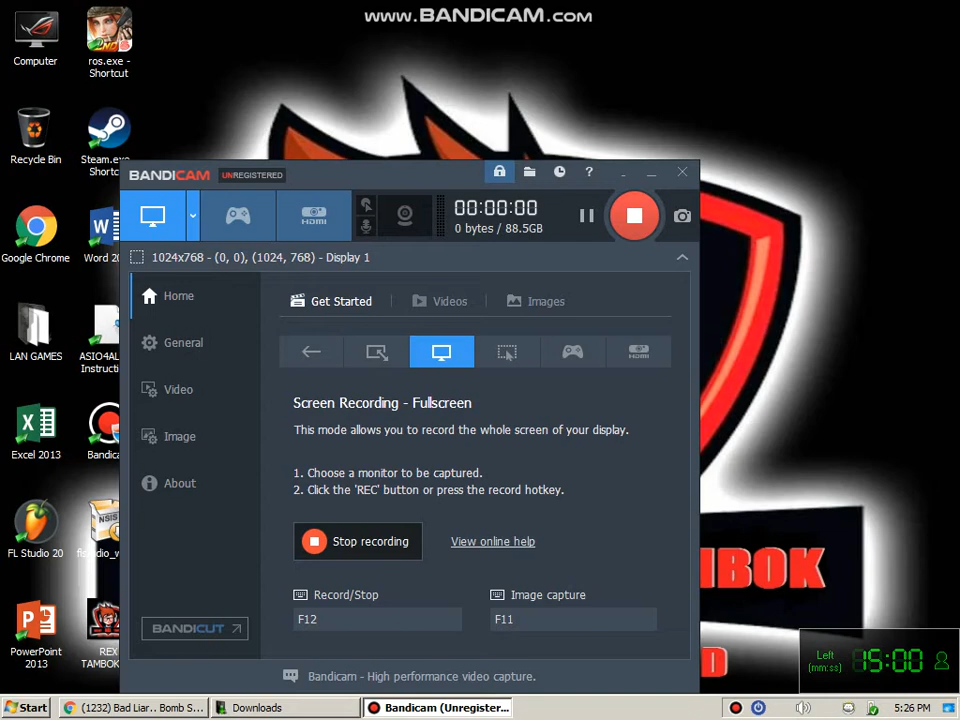 www.BANDICAM.com
Computer
ros.exe - Shortcut
Recycle Bin
Steam.exe
Shortc
Google Chrome
Word 20
LAN GAMES
ASIO4AL
Instructi
Excel 2013
Bandica
FL Studio 20
NSIS
flstudio_w
PowerPoint 2013
REX
TAMBOK
BANDICAM UNREGISTERED
?
HDMI
00:00:00
0 bytes / 88.5GB
1024x768 - (0, 0), (1024, 768) - Display 1
Home
General
Video
Image
About
BANDICUT
Get Started
Videos
Images
HDMI
Screen Recording - Fullscreen
This mode allows you to record the whole screen of your display.
1. Choose a monitor to be captured.
2. Click the 'REC' button or press the record hotkey.
Stop recording
View online help
Record/Stop
F12
Image capture
F11
Bandicam - High performance video capture.
Left
(mm:ss)
15:00
Start
(1232) Bad Liar.. Bomb S...
Downloads
Bandicam (Unregister...
5:26 PM